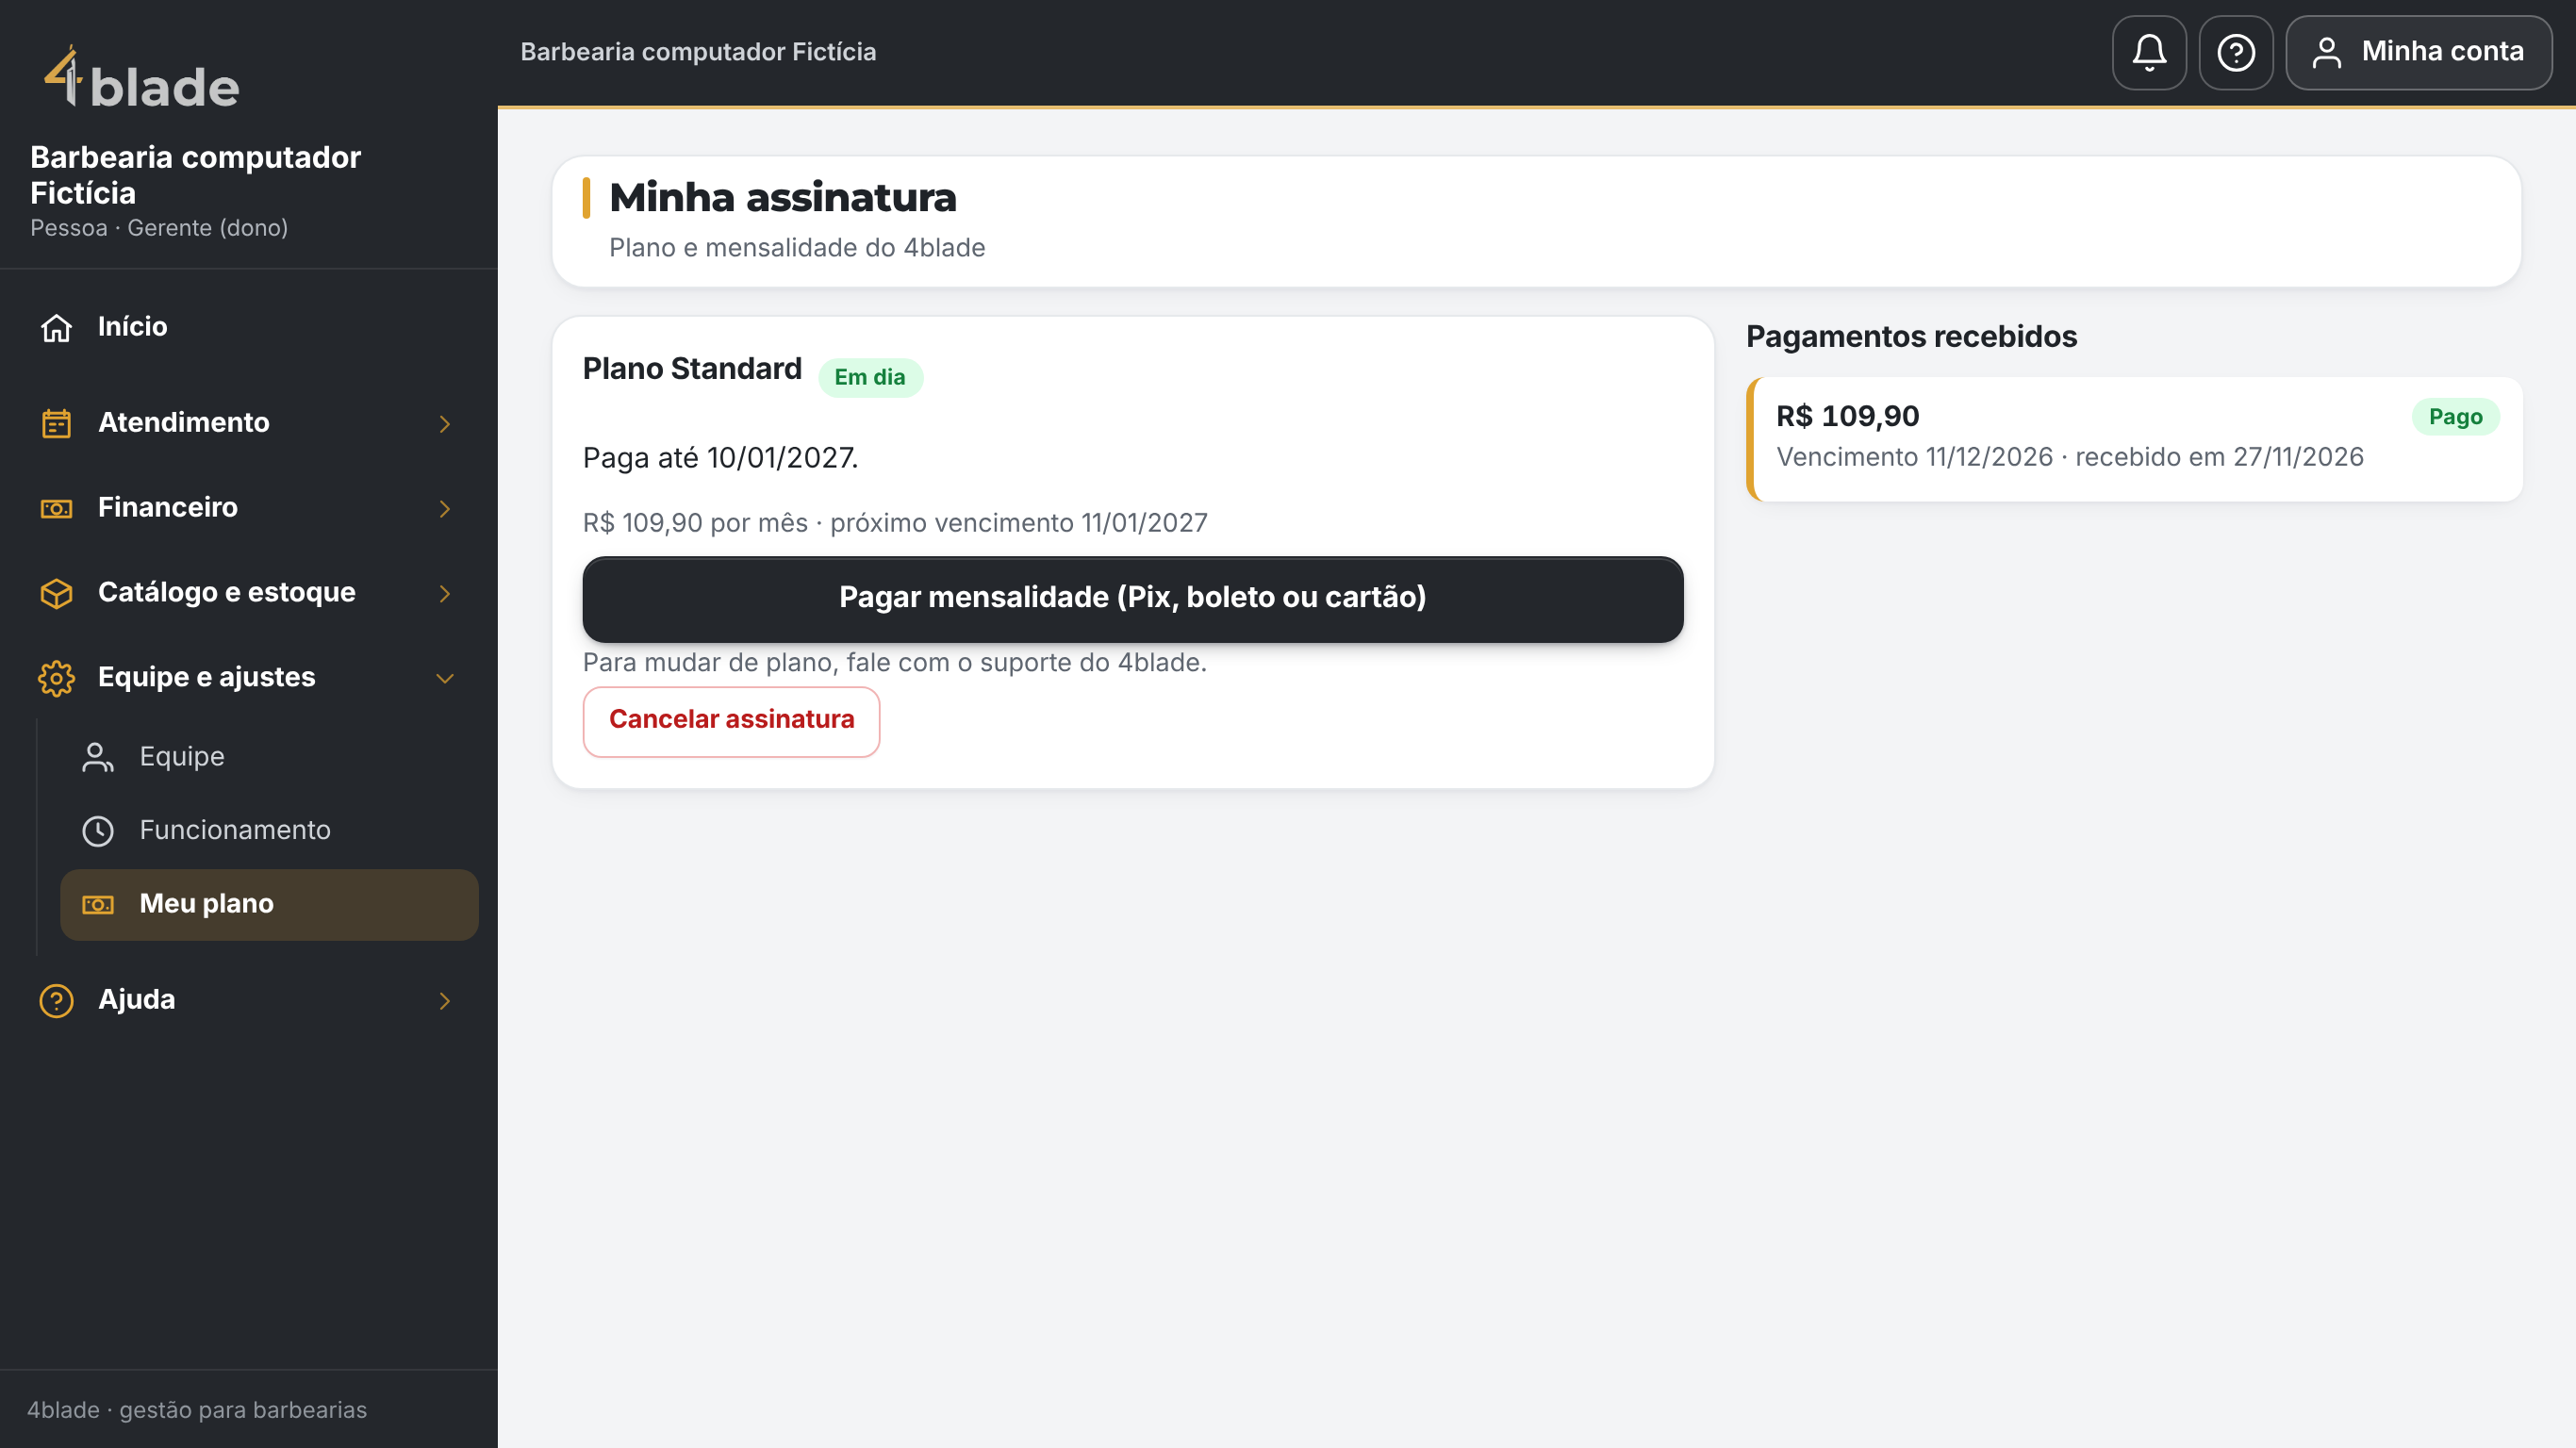 4blade
Barbearia computador
Fictícia
Pessoa · Gerente (dono)
Início
Atendimento
Financeiro
Catálogo e estoque
Equipe e ajustes
Equipe
Funcionamento
Meu plano
Ajuda
4blade · gestão para barbearias
Barbearia computador Fictícia
Minha conta
Minha assinatura
Plano e mensalidade do 4blade
Plano Standard
Em dia
Paga até 10/01/2027.
R$ 109,90 por mês · próximo vencimento 11/01/2027
Pagar mensalidade (Pix, boleto ou cartão)
Para mudar de plano, fale com o suporte do 4blade.
Cancelar assinatura
Pagamentos recebidos
R$ 109,90
Pago
Vencimento 11/12/2026 · recebido em 27/11/2026